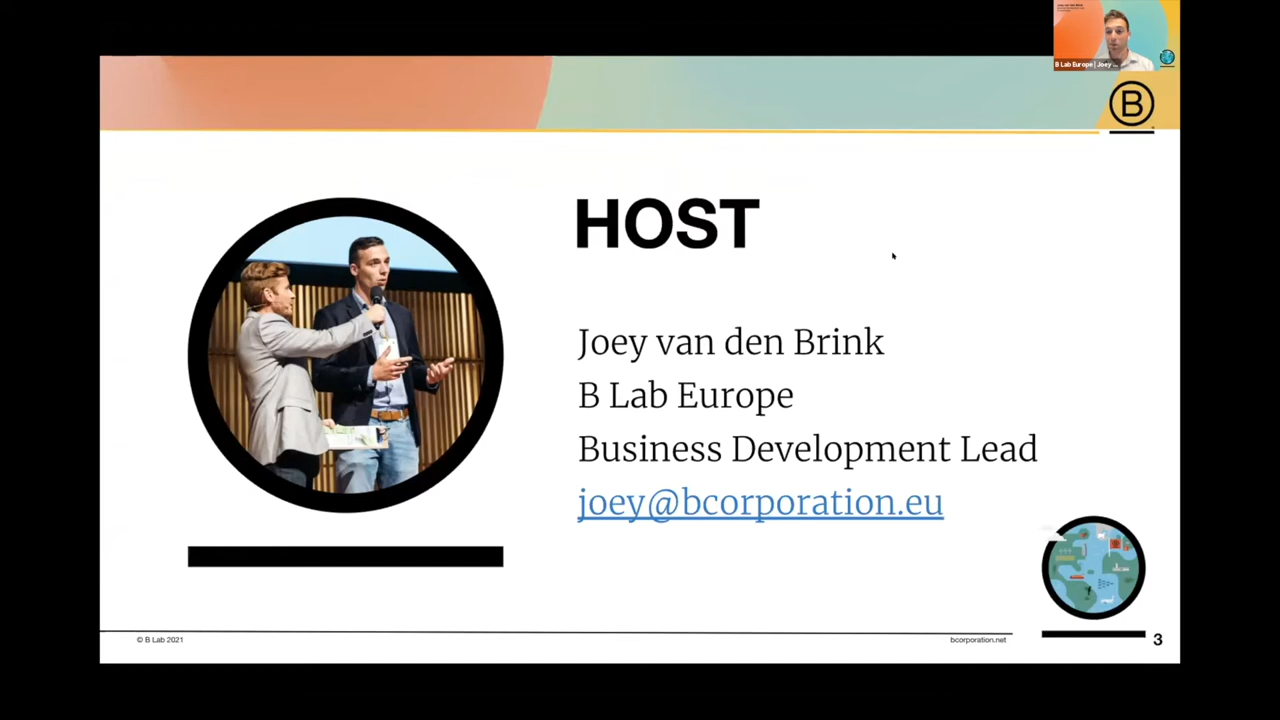 B Lab Europe | Joey
B
HOST
Joey van den Brink
B Lab Europe
Business Development Lead
joey@bcorporation.eu
© B Lab 2021
bcorporation.net
3